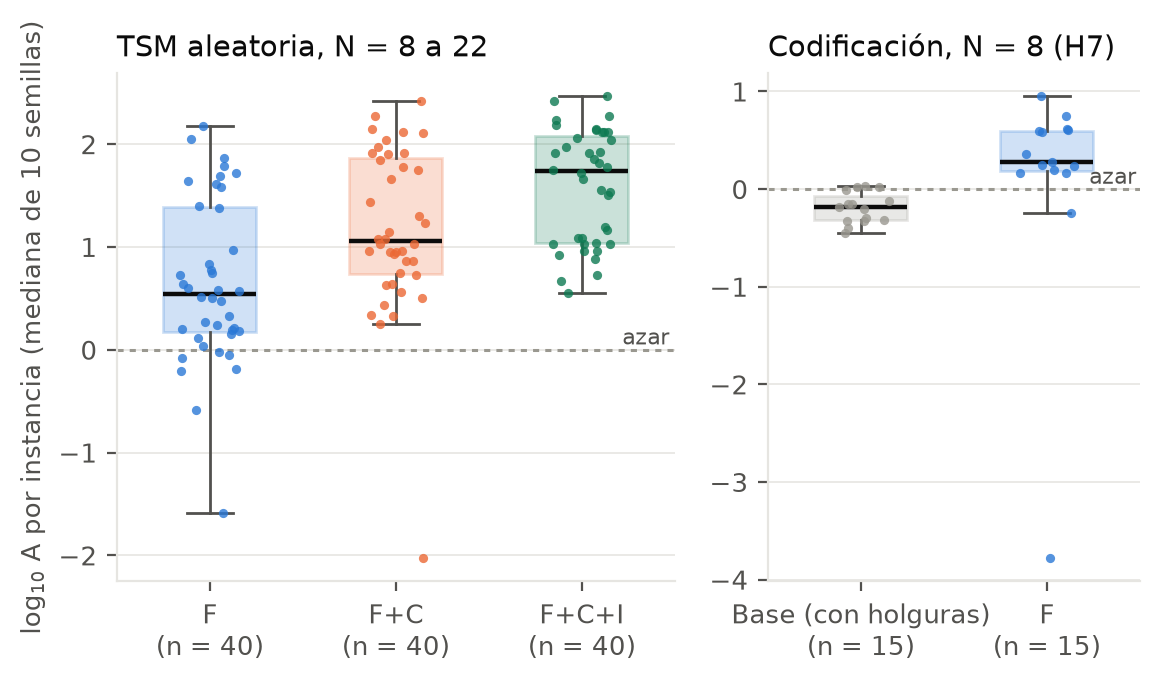 TSM aleatoria, N = 8 a 22
log₁₀ A por instancia (mediana de 10 semillas)
2
1
0
−1
−2
azar
F
(n = 40)
F+C
(n = 40)
F+C+I
(n = 40)
Codificación, N = 8 (H7)
1
0
−1
−2
−3
−4
azar
Base (con holguras)
(n = 15)
F
(n = 15)